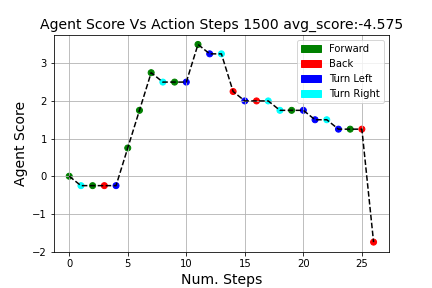 Agent Score Vs Action Steps 1500 avg_score:-4.575
Forward
Back
Turn Left
Turn Right
Agent Score
3
2
1
0
−1
−2
0 5 10 15 20 25
Num. Steps